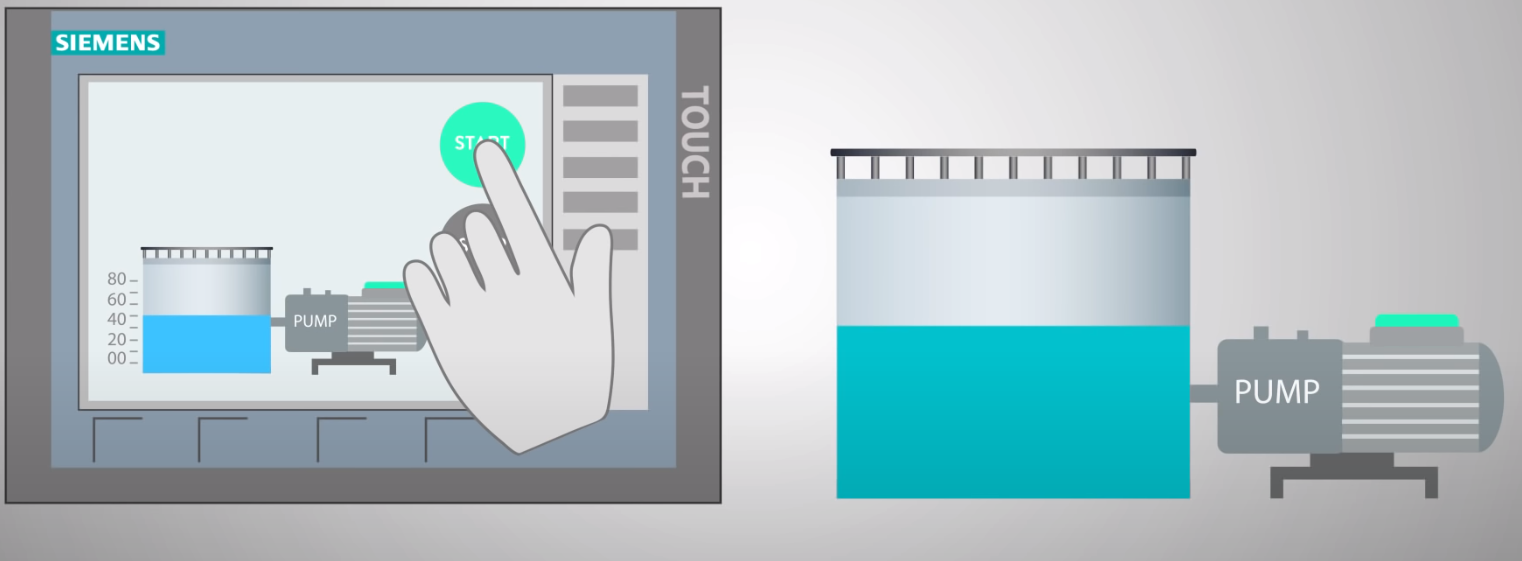 SIEMENS
TOUCH
START
80
60
40
20
00
PUMP
PUMP